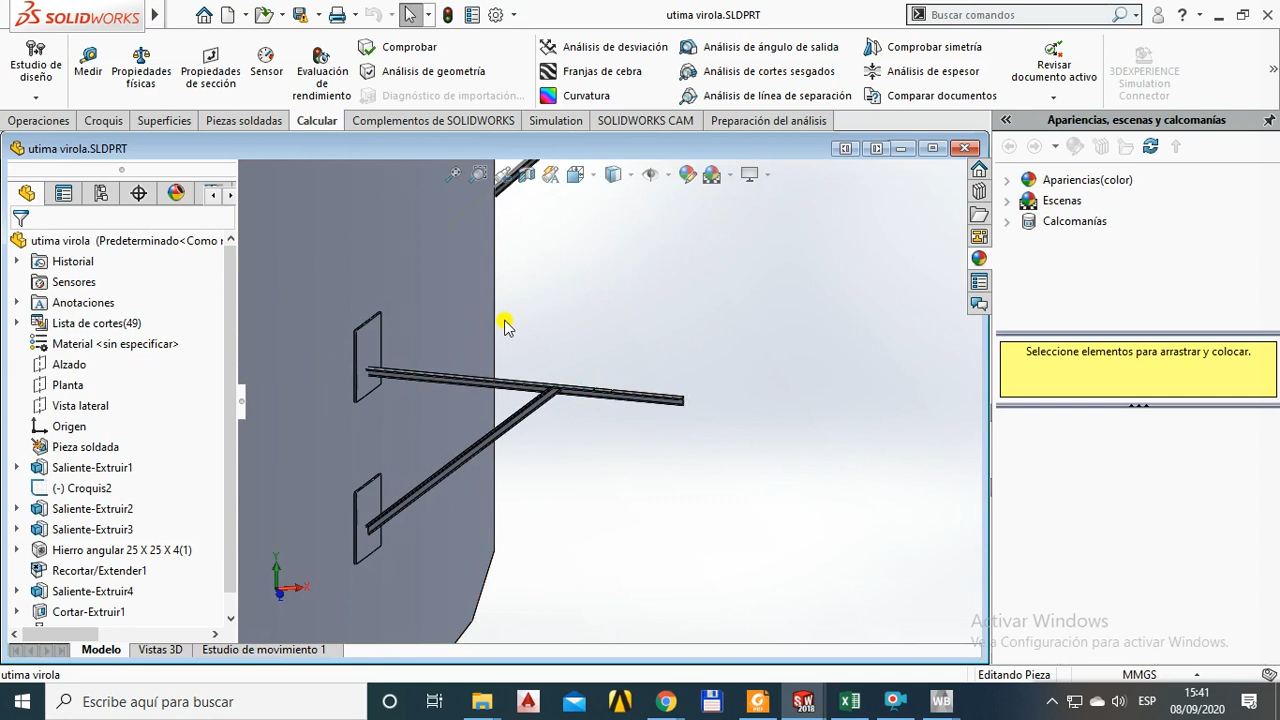 SOLIDWORKS
utima virola.SLDPRT
Buscar comandos
Estudio de diseño
Medir
Propiedades físicas
Propiedades de sección
Sensor
Evaluación de rendimiento
Comprobar
Análisis de geometría
Diagnóstico de importación...
Análisis de desviación
Franjas de cebra
Curvatura
Análisis de ángulo de salida
Análisis de cortes sesgados
Análisis de línea de separación
Comprobar simetría
Análisis de espesor
Comparar documentos
Revisar documento activo
3DEXPERIENCE Simulation Connector
Operaciones Croquis Superficies Piezas soldadas Calcular Complementos de SOLIDWORKS Simulation SOLIDWORKS CAM Preparación del análisis
utima virola.SLDPRT
Apariencias, escenas y calcomanías
Apariencias(color)
Escenas
Calcomanías
Seleccione elementos para arrastrar y colocar.
utima virola (Predeterminado<Como
Historial
Sensores
Anotaciones
Lista de cortes(49)
Material <sin especificar>
Alzado
Planta
Vista lateral
Origen
Pieza soldada
Saliente-Extruir1
(-) Croquis2
Saliente-Extruir2
Saliente-Extruir3
Hierro angular 25 X 25 X 4(1)
Recortar/Extender1
Saliente-Extruir4
Cortar-Extruir1
Y
X
Z
Activar Windows
Ve a Configuración para activar Windows.
Modelo Vistas 3D Estudio de movimiento 1
utima virola
Editando Pieza MMGS
Escribe aquí para buscar
SW 2018
WB
ESP
15:41
08/09/2020